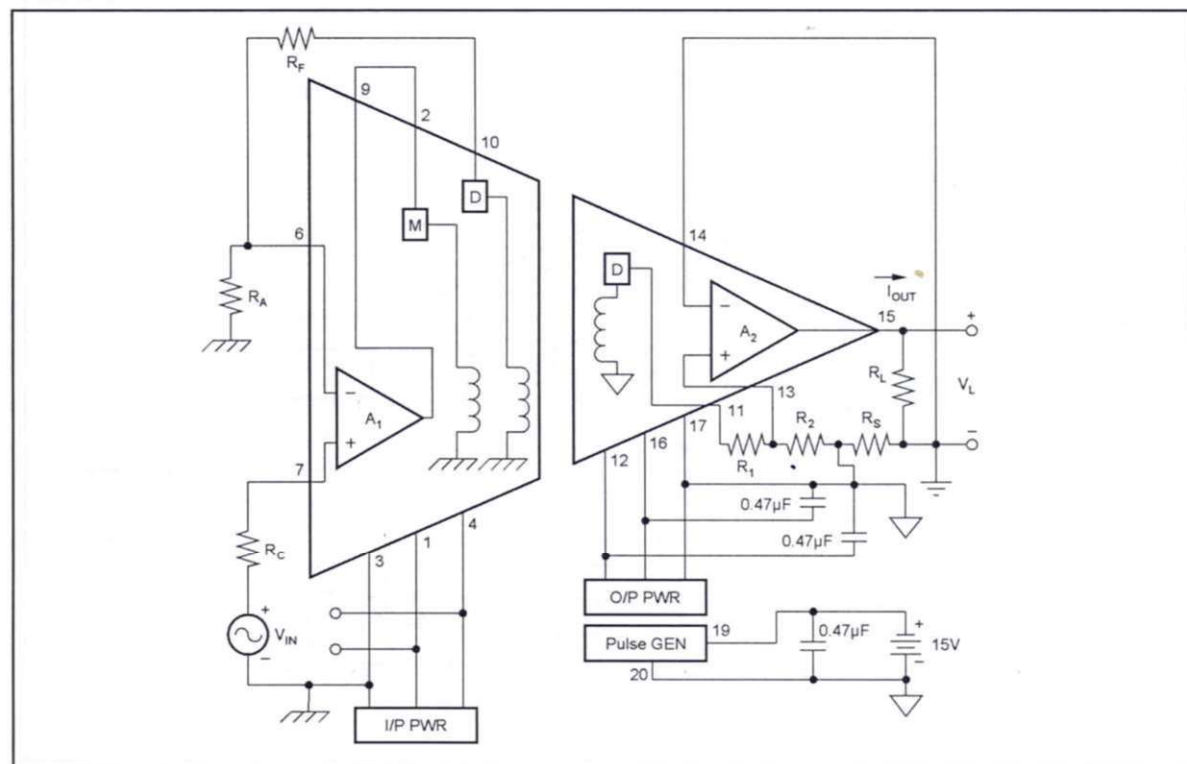 R_F
9
2
10
D
M
6
R_A
A_1
−
+
7
R_C
3
1
4
+
V_IN
−
I/P PWR
14
D
−
A_2
+
15
I_OUT
+
R_L
V_L
−
13
11
17
16
12
R_1
R_2
R_S
0.47µF
0.47µF
O/P PWR
Pulse GEN
19
20
0.47µF
+
15V
−